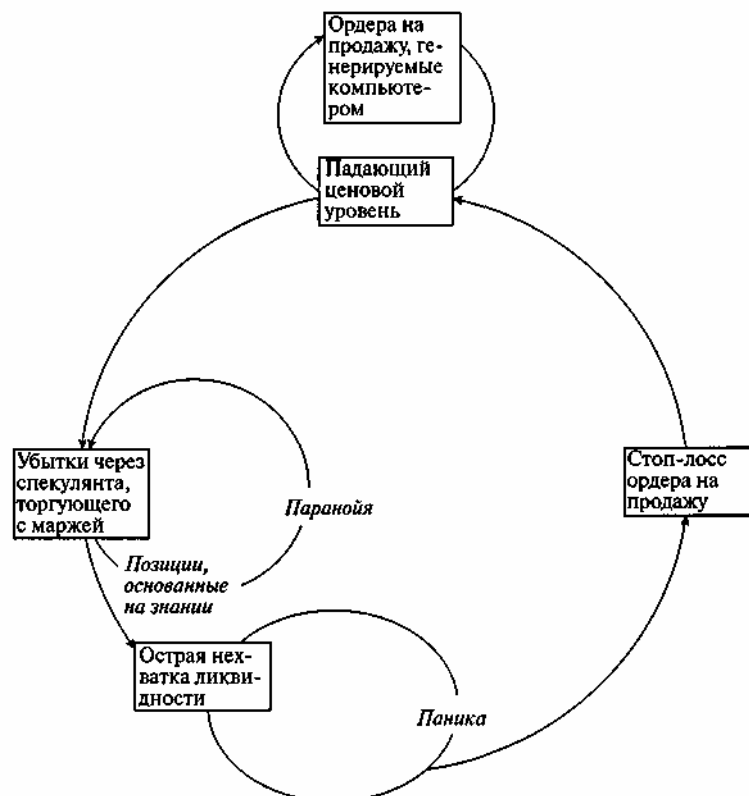 Ордера на
продажу, ге-
нерируемые
компьюте-
ром
Падающий
ценовой
уровень
Убытки через
спекулянта,
торгующего
с маржей
Стоп-лосс
ордера на
продажу
Паранойя
Позиции,
основанные
на знании
Острая нех-
ватка ликви-
дности
Паника